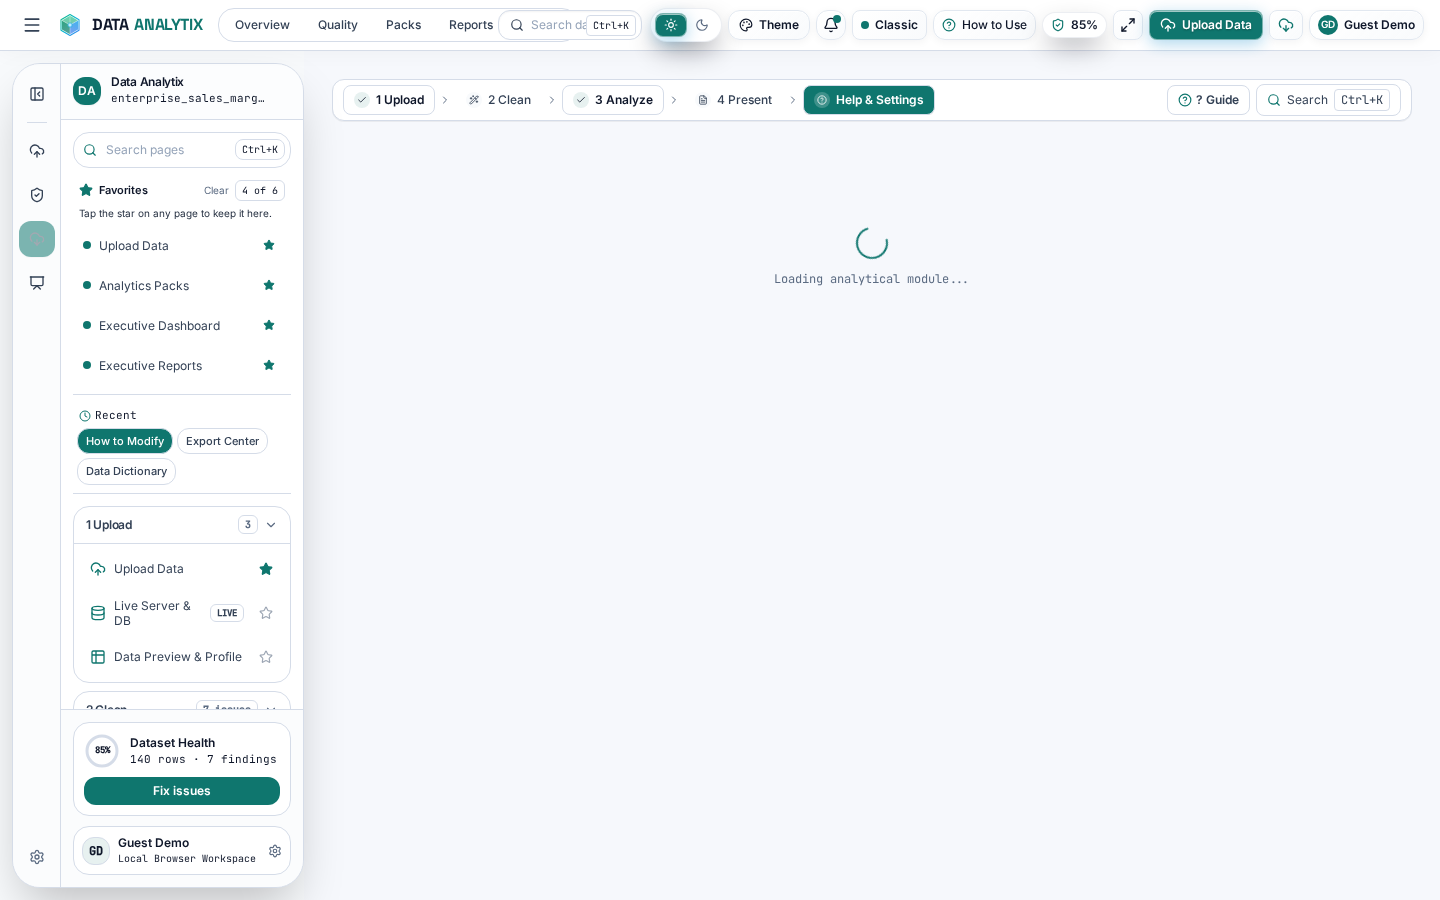 DATA ANALYTIX
Overview
Quality
Packs
Reports
Search da
Ctrl+K
Theme
Classic
How to Use
85%
Upload Data
GD
Guest Demo
DA
Data Analytix
enterprise_sales_marg…
Search pages
Ctrl+K
Favorites
Clear
4 of 6
Tap the star on any page to keep it here.
Upload Data
Analytics Packs
Executive Dashboard
Executive Reports
Recent
How to Modify
Export Center
Data Dictionary
1 Upload
3
Upload Data
Live Server & DB
LIVE
Data Preview & Profile
2 Clean
7 issues
85%
Dataset Health
140 rows · 7 findings
Fix issues
GD
Guest Demo
Local Browser Workspace
1 Upload
2 Clean
3 Analyze
4 Present
Help & Settings
? Guide
Search
Ctrl+K
Loading analytical module...